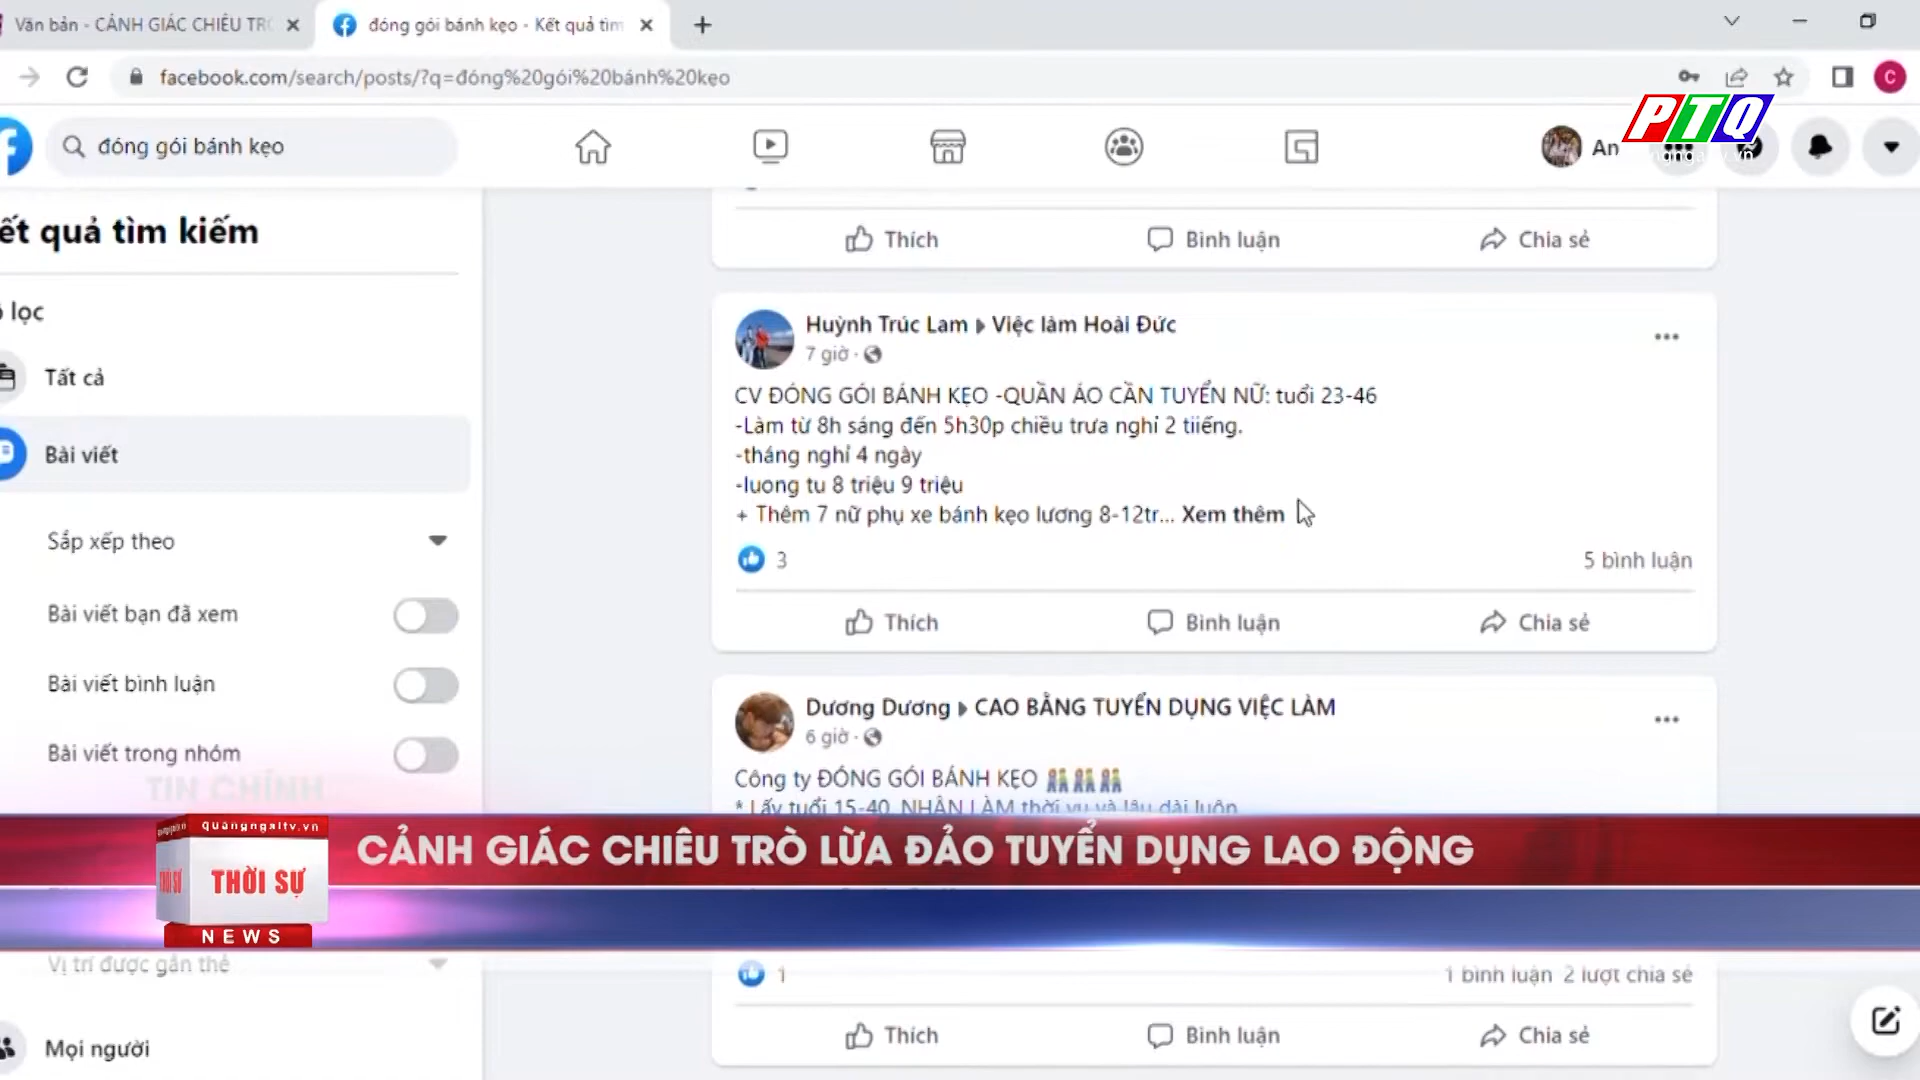 Văn bản - CẢNH GIÁC CHIÊU TRÒ
đóng gói bánh kẹo - Kết quả tìm
facebook.com/search/posts/?q=đóng%20gói%20bánh%20kẹo
C
PTQ
đóng gói bánh kẹo
An
ết quả tìm kiếm
lọc
Tất cả
Bài viết
Sắp xếp theo
Bài viết bạn đã xem
Bài viết bình luận
Bài viết trong nhóm
Vị trí được gắn thẻ
Mọi người
Thích Bình luận Chia sẻ
Huỳnh Trúc Lam Việc làm Hoài Đức
7 giờ ·
CV ĐÓNG GÓI BÁNH KẸO -QUẦN ÁO CẦN TUYỂN NỮ: tuổi 23-46
-Làm từ 8h sáng đến 5h30p chiều trưa nghỉ 2 tiiếng.
-tháng nghỉ 4 ngày
-luong tu 8 triệu 9 triệu
+ Thêm 7 nữ phụ xe bánh kẹo lương 8-12tr... Xem thêm
3 5 bình luận
Thích Bình luận Chia sẻ
Dương Dương CAO BẰNG TUYỂN DỤNG VIỆC LÀM
6 giờ ·
Công ty ĐÓNG GÓI BÁNH KẸO
* Lấy tuổi 15-40 NHẬN LÀM thời vụ và lâu dài luôn
TIN CHÍNH
quangngaitv.vn
THỜI SỰ
THỜI SỰ
NEWS
CẢNH GIÁC CHIÊU TRÒ LỪA ĐẢO TUYỂN DỤNG LAO ĐỘNG
1 1 bình luận 2 lượt chia sẻ
Thích Bình luận Chia sẻ